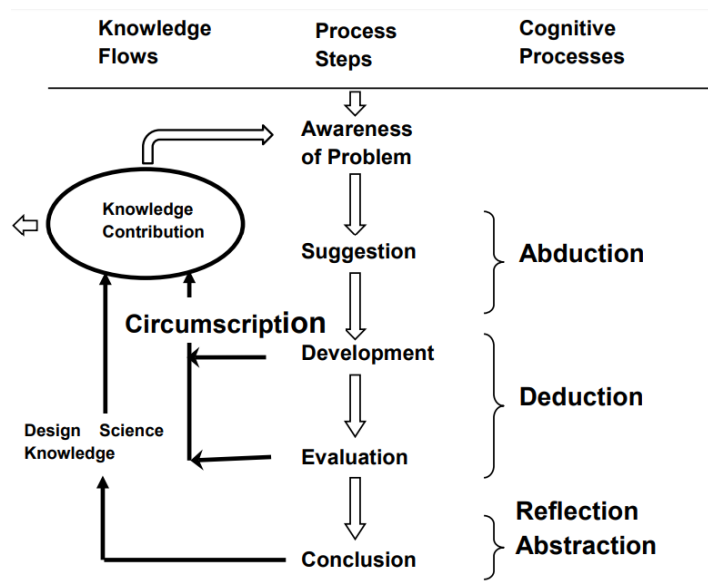 Knowledge
Flows
Process
Steps
Cognitive
Processes
Awareness
of Problem
Knowledge
Contribution
Suggestion
Abduction
Circumscription
Development
Deduction
Design Science
Knowledge
Evaluation
Reflection
Abstraction
Conclusion